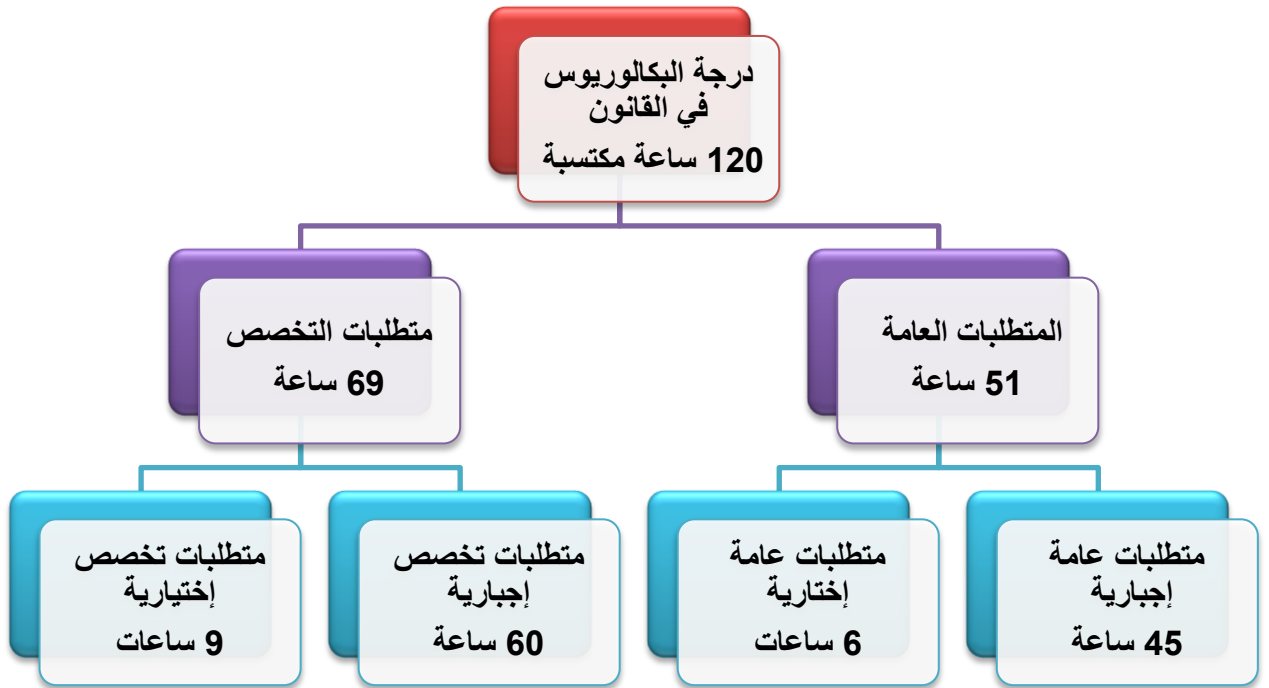 درجة البكالوريوس
في القانون
120 ساعة مكتسبة
المتطلبات العامة
51 ساعة
متطلبات التخصص
69 ساعة
متطلبات عامة
إجبارية
45 ساعة
متطلبات عامة
إختارية
6 ساعات
متطلبات تخصص
إجبارية
60 ساعة
متطلبات تخصص
إختيارية
9 ساعات